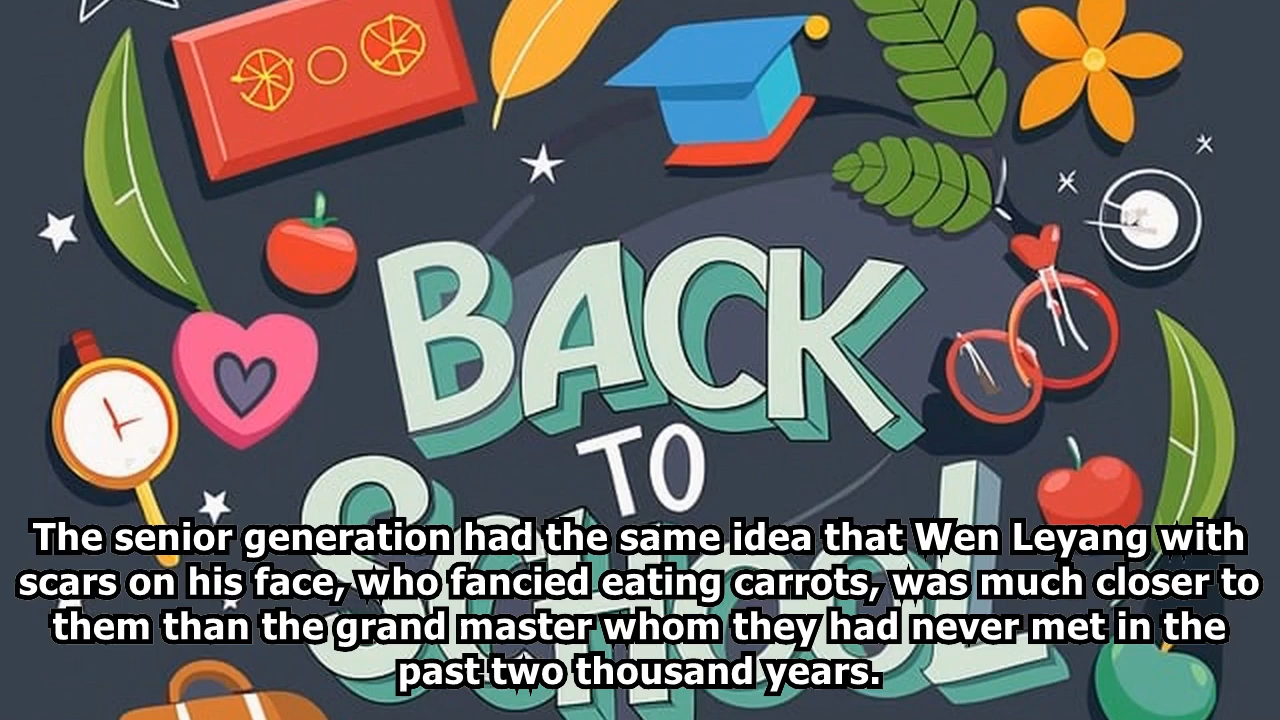 BACK
TO
SCHOOL
The senior generation had the same idea that Wen Leyang with
scars on his face, who fancied eating carrots, was much closer to
them than the grand master whom they had never met in the
past two thousand years.